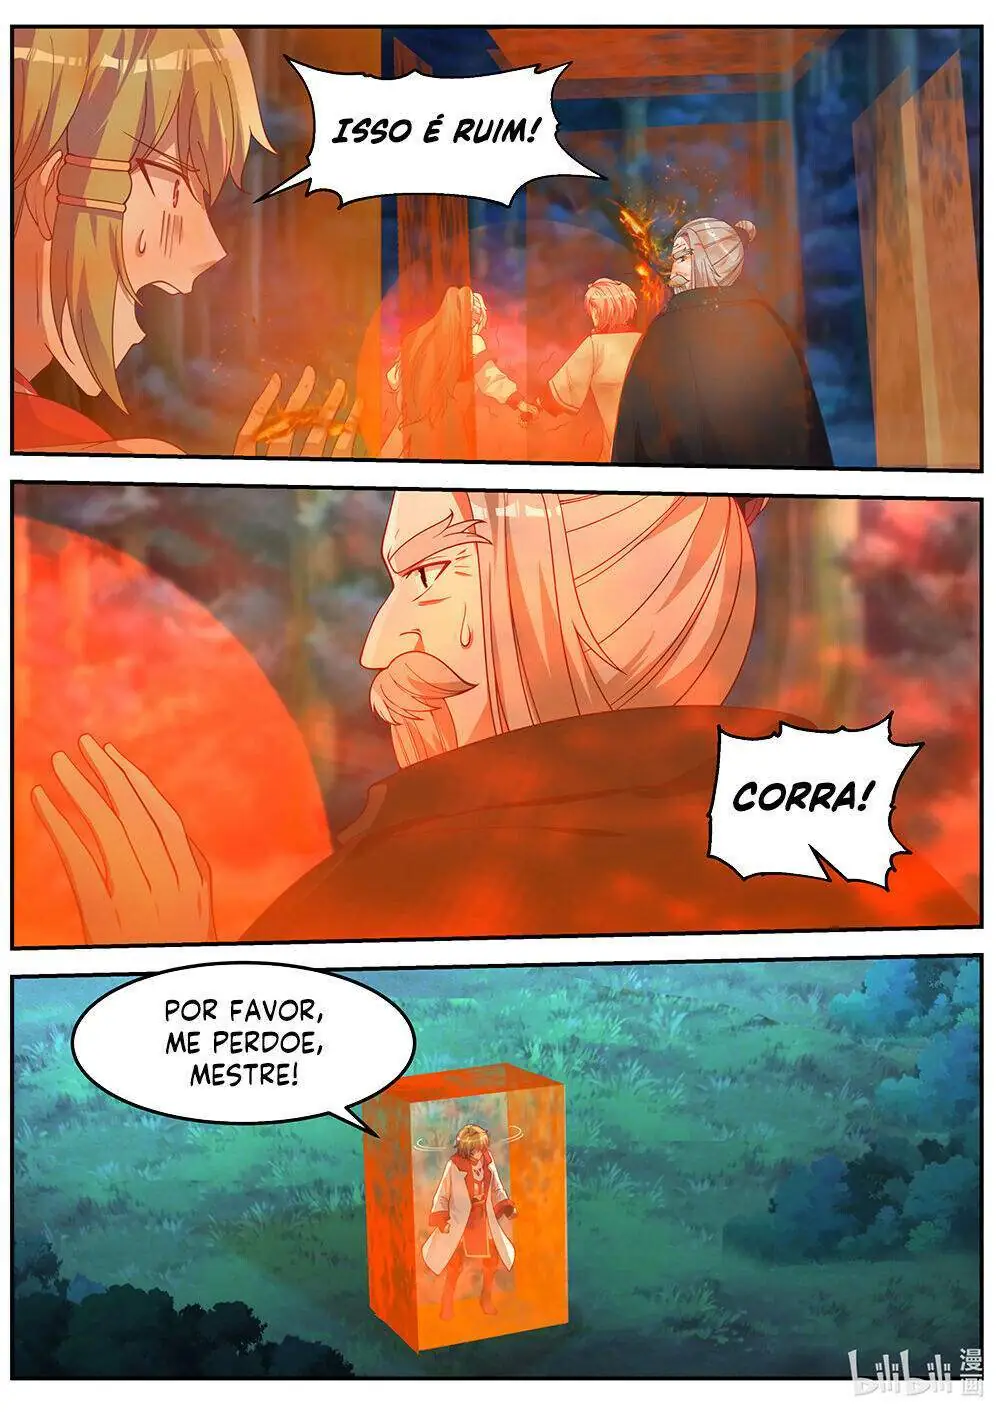 ISSO É RUIM!
CORRA!
POR FAVOR,
ME PERDOE,
MESTRE!
bilibili 漫画